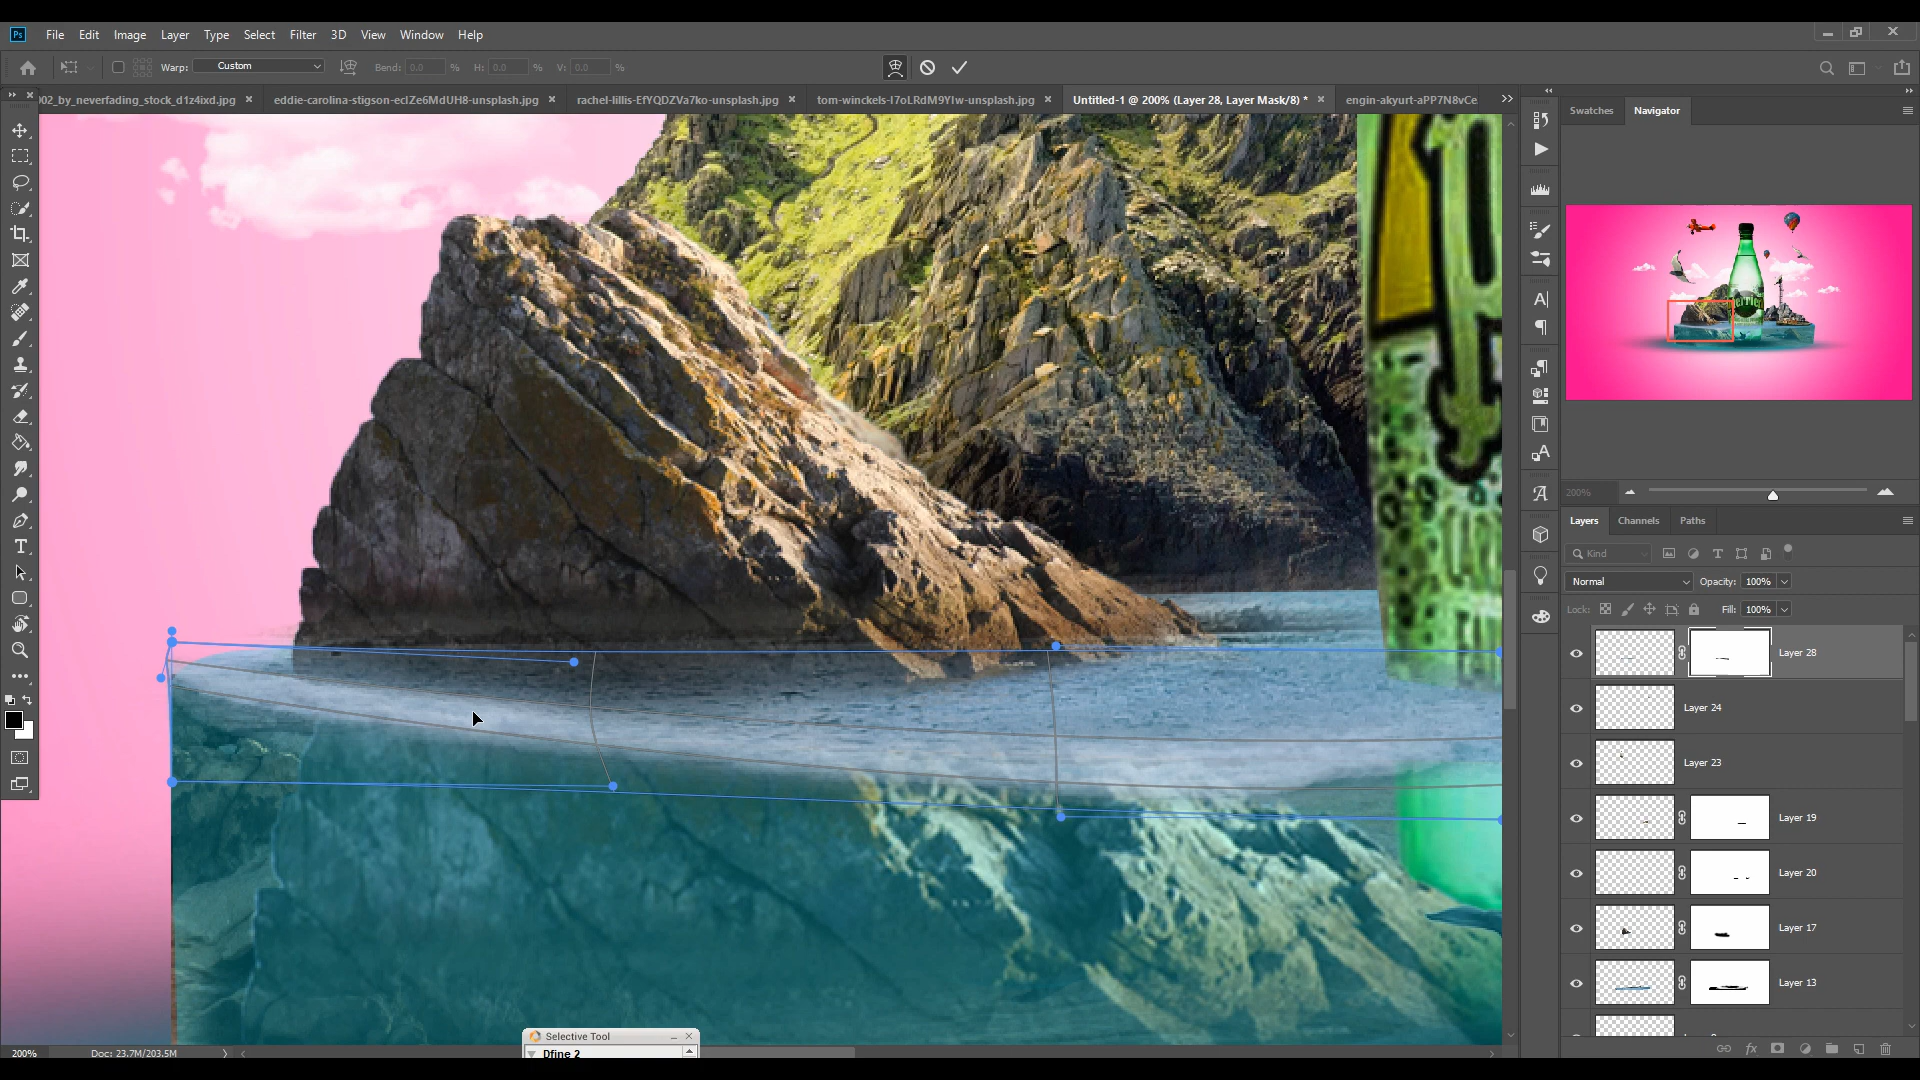 Ps File Edit Image Layer Type Select Filter 3D View Window Help
Warp: Custom Bend: 0.0 % H: 0.0 % V: 0.0 %
002_by_neverfading_stock_d1z4ixd.jpg × eddie-carolina-stigson-ecIZe6MdUH8-unsplash.jpg × rachel-lillis-EfYQDZVa7ko-unsplash.jpg × tom-winckels-I7oLRdM9YIw-unsplash.jpg × Untitled-1 @ 200% (Layer 28, Layer Mask/8) * × engin-akyurt-aPP7N8vCe
Swatches Navigator
200%
Layers Channels Paths
Kind
Normal Opacity: 100%
Lock: Fill: 100%
Layer 28
Layer 24
Layer 23
Layer 19
Layer 20
Layer 17
Layer 13
Selective Tool
Dfine 2
200% Doc: 23.7M/203.5M